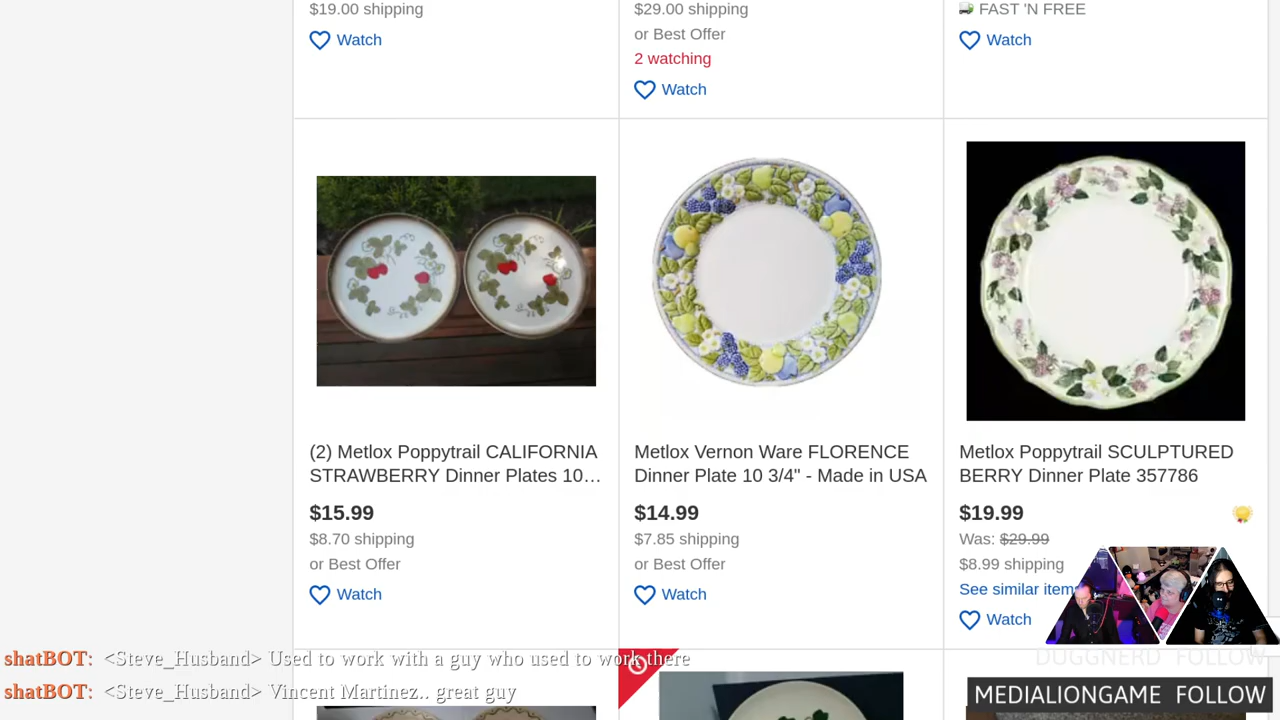 $19.00 shipping
Watch
$29.00 shipping
or Best Offer
2 watching
Watch
FAST 'N FREE
Watch
(2) Metlox Poppytrail CALIFORNIA
STRAWBERRY Dinner Plates 10…
$15.99
$8.70 shipping
or Best Offer
Watch
Metlox Vernon Ware FLORENCE
Dinner Plate 10 3/4" - Made in USA
$14.99
$7.85 shipping
or Best Offer
Watch
Metlox Poppytrail SCULPTURED
BERRY Dinner Plate 357786
$19.99
Was: $29.99
$8.99 shipping
See similar items
Watch
shatBOT: <Steve_Husband> Used to work with a guy who used to work there
shatBOT: <Steve_Husband> Vincent Martinez.. great guy
DUGGNERD FOLLOW
MEDIALIONGAME FOLLOW